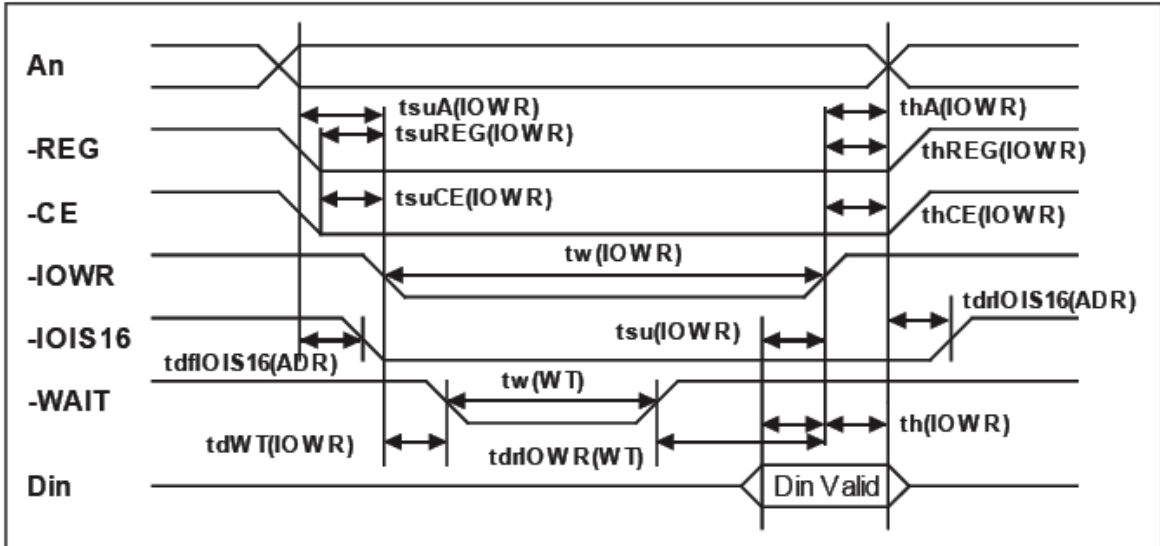 An
tsuA(IOWR)
thA(IOWR)
tsuREG(IOWR)
-REG
thREG(IOWR)
tsuCE(IOWR)
-CE
thCE(IOWR)
tw(IOWR)
-IOWR
tdrIOIS16(ADR)
tsu(IOWR)
-IOIS16
tdfIOIS16(ADR)
tw(WT)
-WAIT
th(IOWR)
tdWT(IOWR)
tdrIOWR(WT)
Din
Din Valid